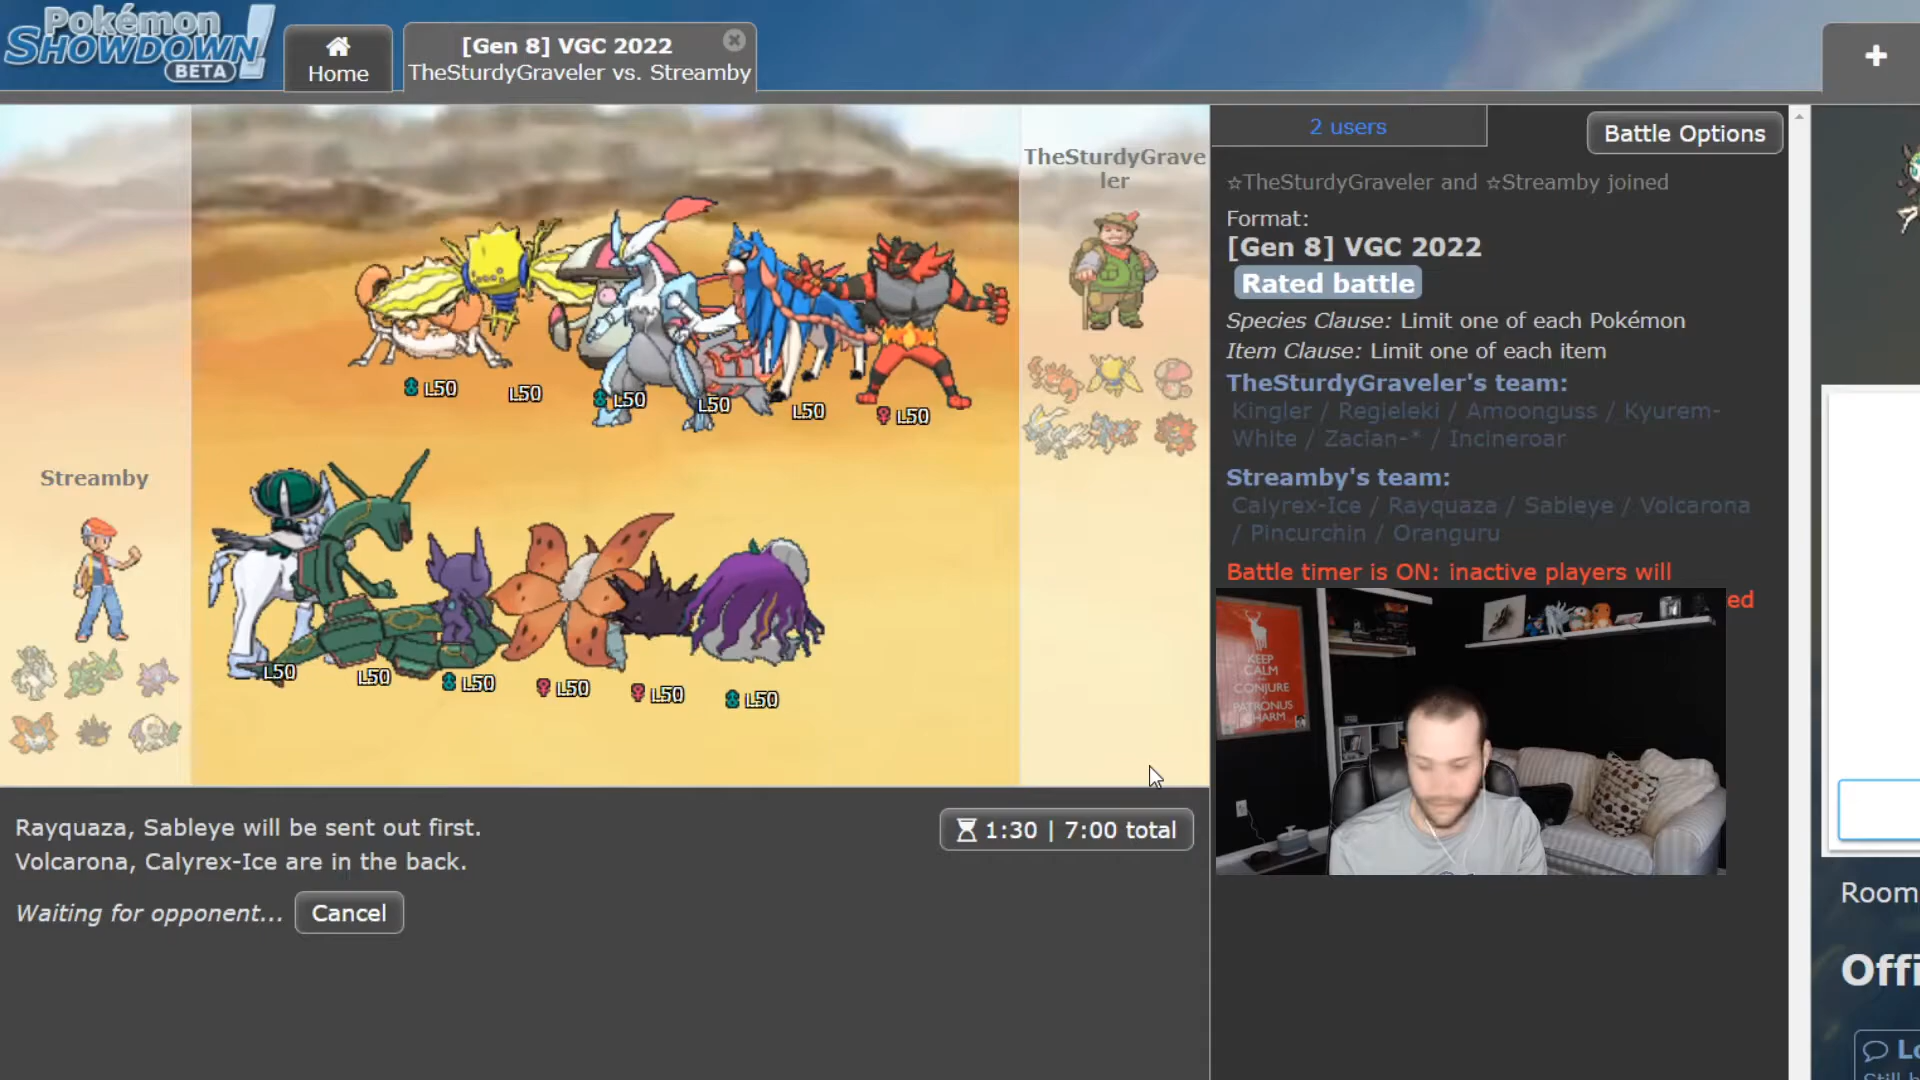 Pokémon
SHOWDOWN!
BETA
Home
[Gen 8] VGC 2022
TheSturdyGraveler vs. Streamby
2 users
Battle Options
☆TheSturdyGraveler and ☆Streamby joined
Format:
[Gen 8] VGC 2022
Rated battle
Species Clause: Limit one of each Pokémon
Item Clause: Limit one of each item
TheSturdyGraveler's team:
Kingler / Regieleki / Amoonguss / Kyurem-
White / Zacian-* / Incineroar
Streamby's team:
Calyrex-Ice / Rayquaza / Sableye / Volcarona
/ Pincurchin / Oranguru
Battle timer is ON: inactive players will
ed
TheSturdyGrave
ler
L50
L50
L50
L50
L50
L50
Streamby
L50
L50
L50
L50
L50
L50
KEEP
CALM
AND
CONJURE
A
PATRONUS
CHARM
Rayquaza, Sableye will be sent out first.
Volcarona, Calyrex-Ice are in the back.
1:30 | 7:00 total
Waiting for opponent...
Cancel
Room
Offi
Lo